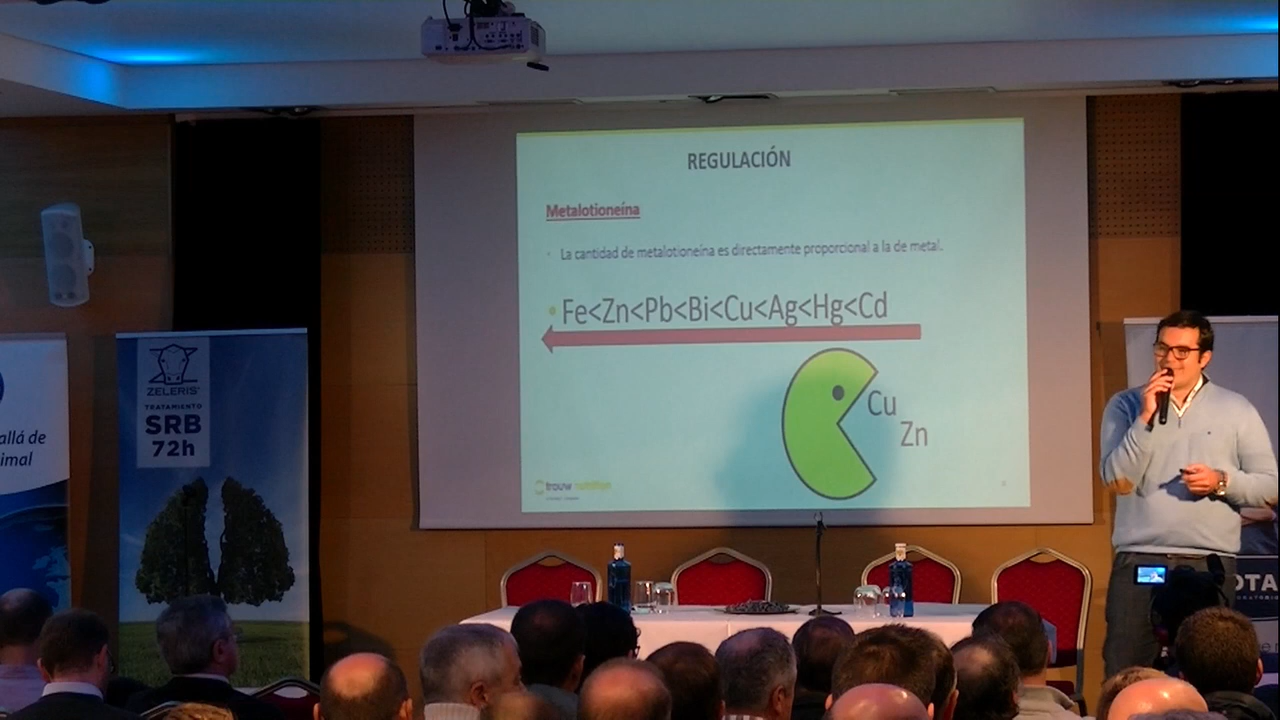 REGULACIÓN
Metalotioneína
La cantidad de metalotioneína es directamente proporcional a la de metal.
Fe<Zn<Pb<Bi<Cu<Ag<Hg<Cd
Cu
Zn
trouw nutrition
ZELERIS
TRATAMIENTO
SRB
72h
allá de
imal
OTA